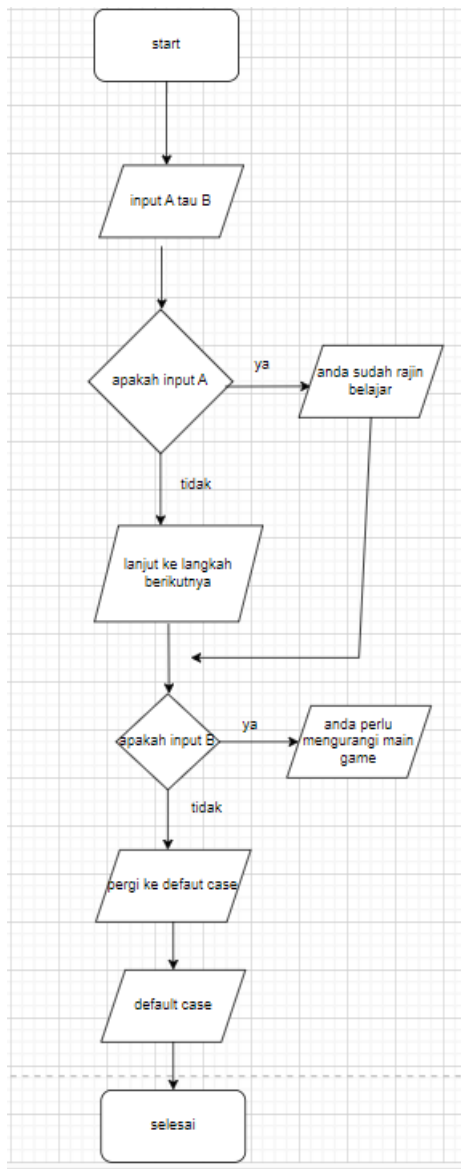 start
input A tau B
apakah input A
ya
anda sudah rajin
belajar
tidak
lanjut ke langkah
berikutnya
apakah input B
ya
anda perlu
mengurangi main
game
tidak
pergi ke defaut case
default case
selesai